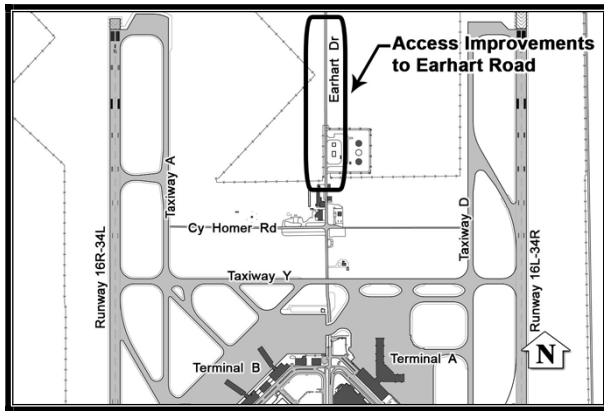 Access Improvements
to Earhart Road
Earhart Dr
Taxiway A
Taxiway D
Cy Homer Rd
Runway 16R-34L
Runway 16L-34R
Taxiway Y
Terminal B
Terminal A
N